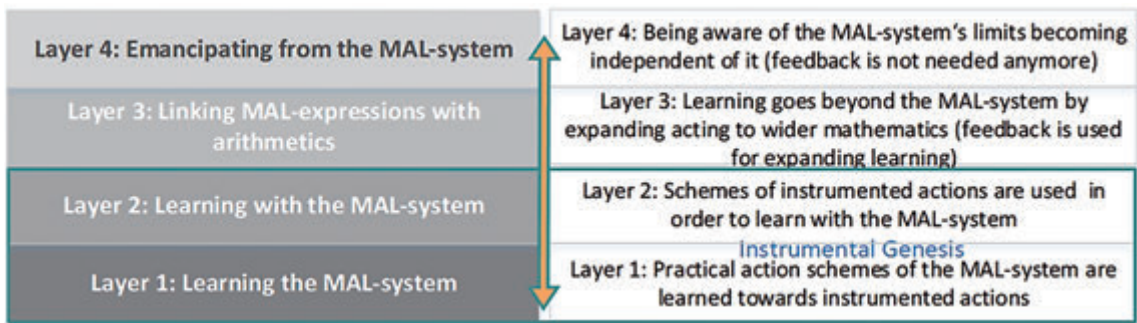 Layer 4: Emancipating from the MAL-system
Layer 4: Being aware of the MAL-system's limits becoming
independent of it (feedback is not needed anymore)
Layer 3: Linking MAL-expressions with
arithmetics
Layer 3: Learning goes beyond the MAL-system by
expanding acting to wider mathematics (feedback is used
for expanding learning)
Layer 2: Learning with the MAL-system
Layer 2: Schemes of instrumented actions are used in
order to learn with the MAL-system
Instrumental Genesis
Layer 1: Learning the MAL-system
Layer 1: Practical action schemes of the MAL-system are
learned towards instrumented actions